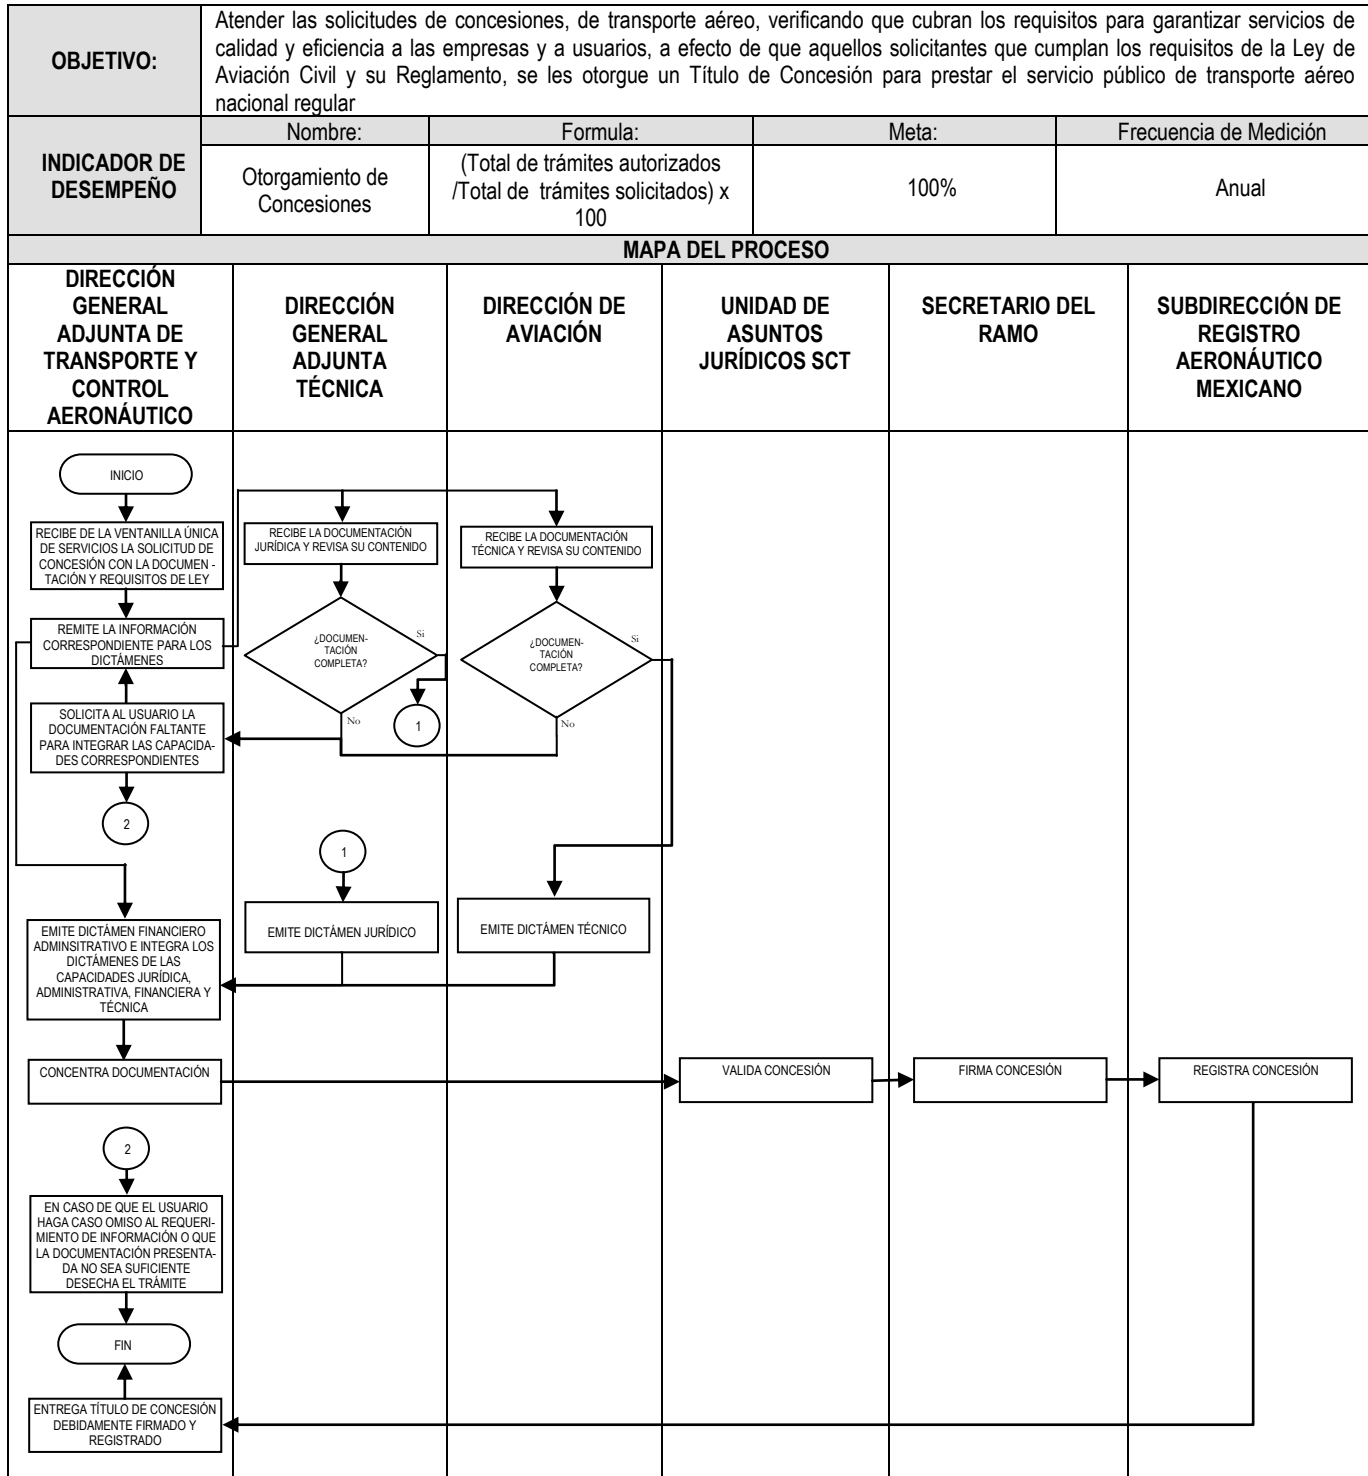 OBJETIVO:
Atender las solicitudes de concesiones, de transporte aéreo, verificando que cubran los requisitos para garantizar servicios de
calidad y eficiencia a las empresas y a usuarios, a efecto de que aquellos solicitantes que cumplan los requisitos de la Ley de
Aviación Civil y su Reglamento, se les otorgue un Título de Concesión para prestar el servicio público de transporte aéreo
nacional regular
INDICADOR DE
DESEMPEÑO
Nombre:
Formula:
Meta:
Frecuencia de Medición
Otorgamiento de
Concesiones
(Total de trámites autorizados
/Total de trámites solicitados) x
100
100%
Anual
MAPA DEL PROCESO
DIRECCIÓN
GENERAL
ADJUNTA DE
TRANSPORTE Y
CONTROL
AERONÁUTICO
DIRECCIÓN
GENERAL
ADJUNTA
TÉCNICA
DIRECCIÓN DE
AVIACIÓN
UNIDAD DE
ASUNTOS
JURÍDICOS SCT
SECRETARIO DEL
RAMO
SUBDIRECCIÓN DE
REGISTRO
AERONÁUTICO
MEXICANO
INICIO
RECIBE DE LA VENTANILLA ÚNICA
DE SERVICIOS LA SOLICITUD DE
CONCESIÓN CON LA DOCUMEN -
TACIÓN Y REQUISITOS DE LEY
RECIBE LA DOCUMENTACIÓN
JURÍDICA Y REVISA SU CONTENIDO
RECIBE LA DOCUMENTACIÓN
TÉCNICA Y REVISA SU CONTENIDO
REMITE LA INFORMACIÓN
CORRESPONDIENTE PARA LOS
DICTÁMENES
¿DOCUMEN-
TACIÓN
COMPLETA?
Si
No
1
¿DOCUMEN-
TACIÓN
COMPLETA?
Si
No
SOLICITA AL USUARIO LA
DOCUMENTACIÓN FALTANTE
PARA INTEGRAR LAS CAPACIDA-
DES CORRESPONDIENTES
2
1
EMITE DICTÁMEN FINANCIERO
ADMINSITRATIVO E INTEGRA LOS
DICTÁMENES DE LAS
CAPACIDADES JURÍDICA,
ADMINISTRATIVA, FINANCIERA Y
TÉCNICA
EMITE DICTÁMEN JURÍDICO
EMITE DICTÁMEN TÉCNICO
CONCENTRA DOCUMENTACIÓN
VALIDA CONCESIÓN
FIRMA CONCESIÓN
REGISTRA CONCESIÓN
2
EN CASO DE QUE EL USUARIO
HAGA CASO OMISO AL REQUERI-
MIENTO DE INFORMACIÓN O QUE
LA DOCUMENTACIÓN PRESENTA-
DA NO SEA SUFICIENTE
DESECHA EL TRÁMITE
FIN
ENTREGA TÍTULO DE CONCESIÓN
DEBIDAMENTE FIRMADO Y
REGISTRADO